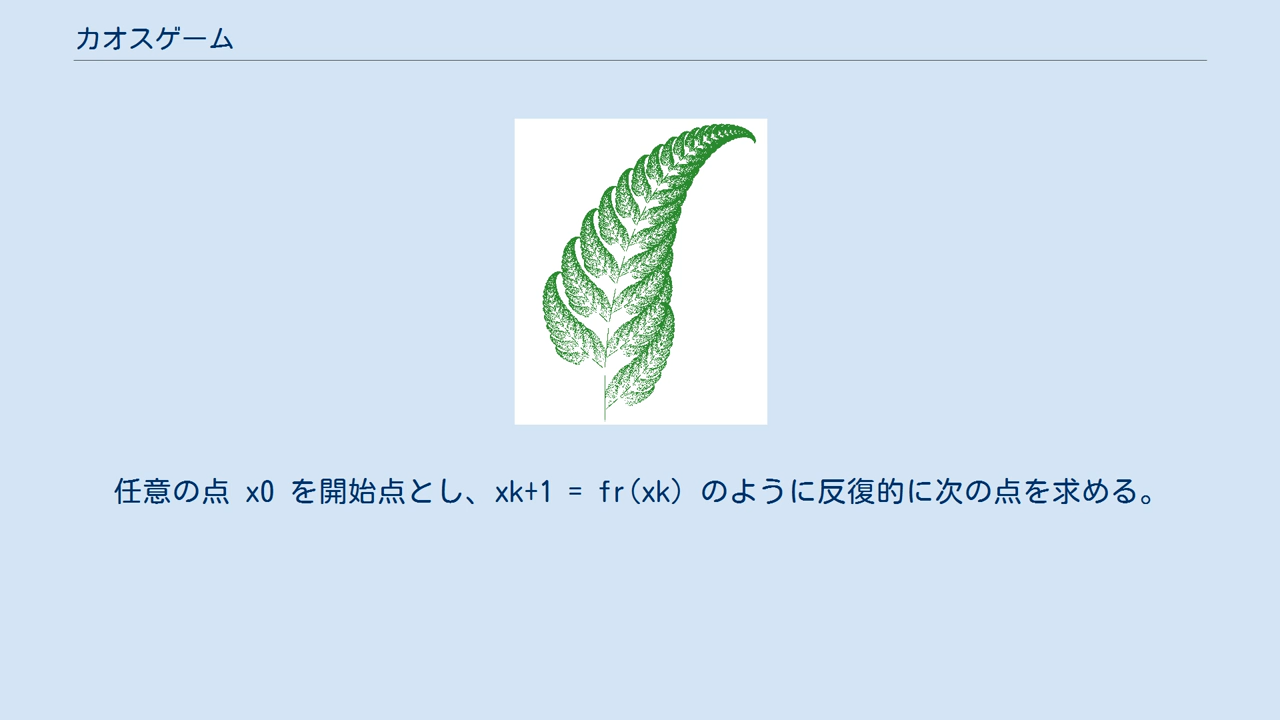 カオスゲーム
任意の点 x0 を開始点とし、xk+1 = fr(xk) のように反復的に次の点を求める。